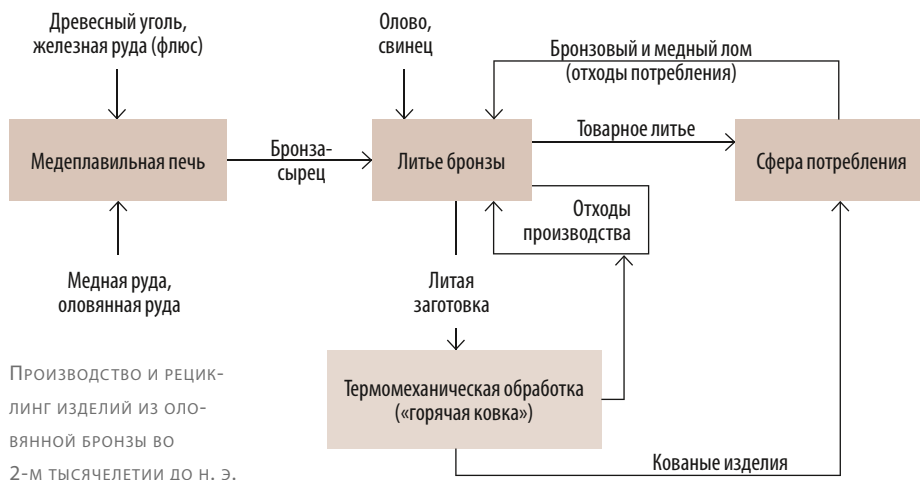 Древесный уголь,
железная руда (флюс)
Олово,
свинец
Бронзовый и медный лом
(отходы потребления)
Медеплавильная печь
Бронза-
сырец
Литье бронзы
Товарное литье
Сфера потребления
Отходы
производства
Медная руда,
оловянная руда
Литая
заготовка
Термомеханическая обработка
(«горячая ковка»)
Кованые изделия
Производство и рецик-
линг изделий из оло-
вянной бронзы во
2-м тысячелетии до н. э.